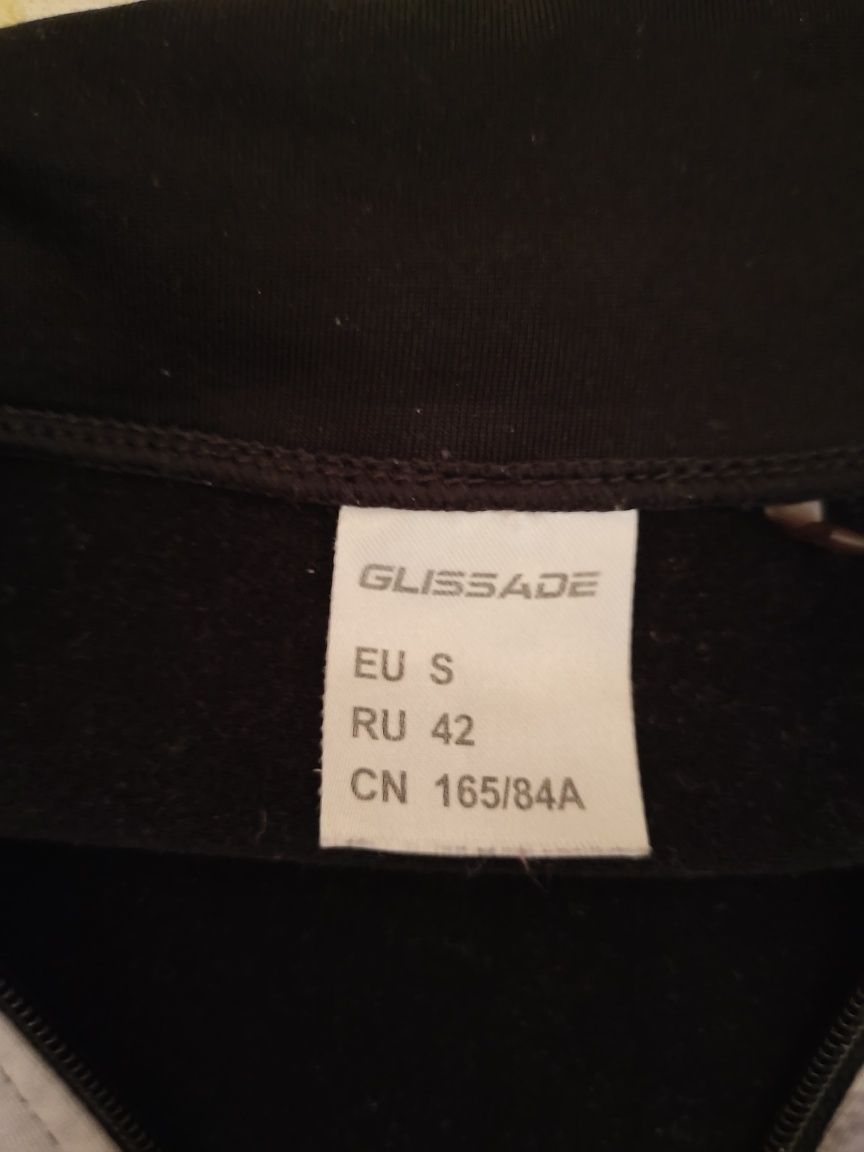 GLISSADE
EU S
RU 42
CN 165/84A